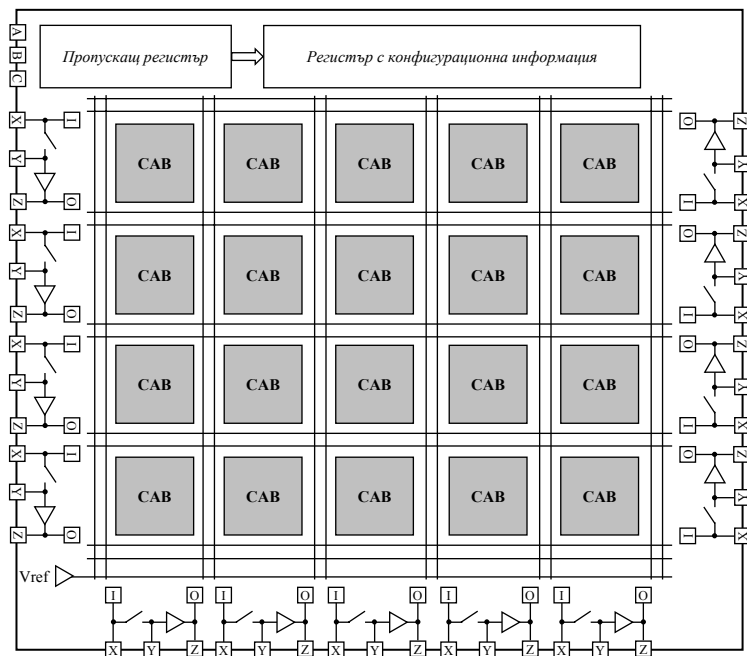 A
B
C
Пропускащ регистър
Регистър с конфигурационна информация
X I
Y
Z O
O Z
Y
I X
CAB CAB CAB CAB CAB
X I
Y
Z O
O Z
Y
I X
CAB CAB CAB CAB CAB
X I
Y
Z O
O Z
Y
I X
CAB CAB CAB CAB CAB
X I
Y
Z O
O Z
Y
I X
CAB CAB CAB CAB CAB
Vref
I O I O I O I O I O
X Y Z X Y Z X Y Z X Y Z X Y Z